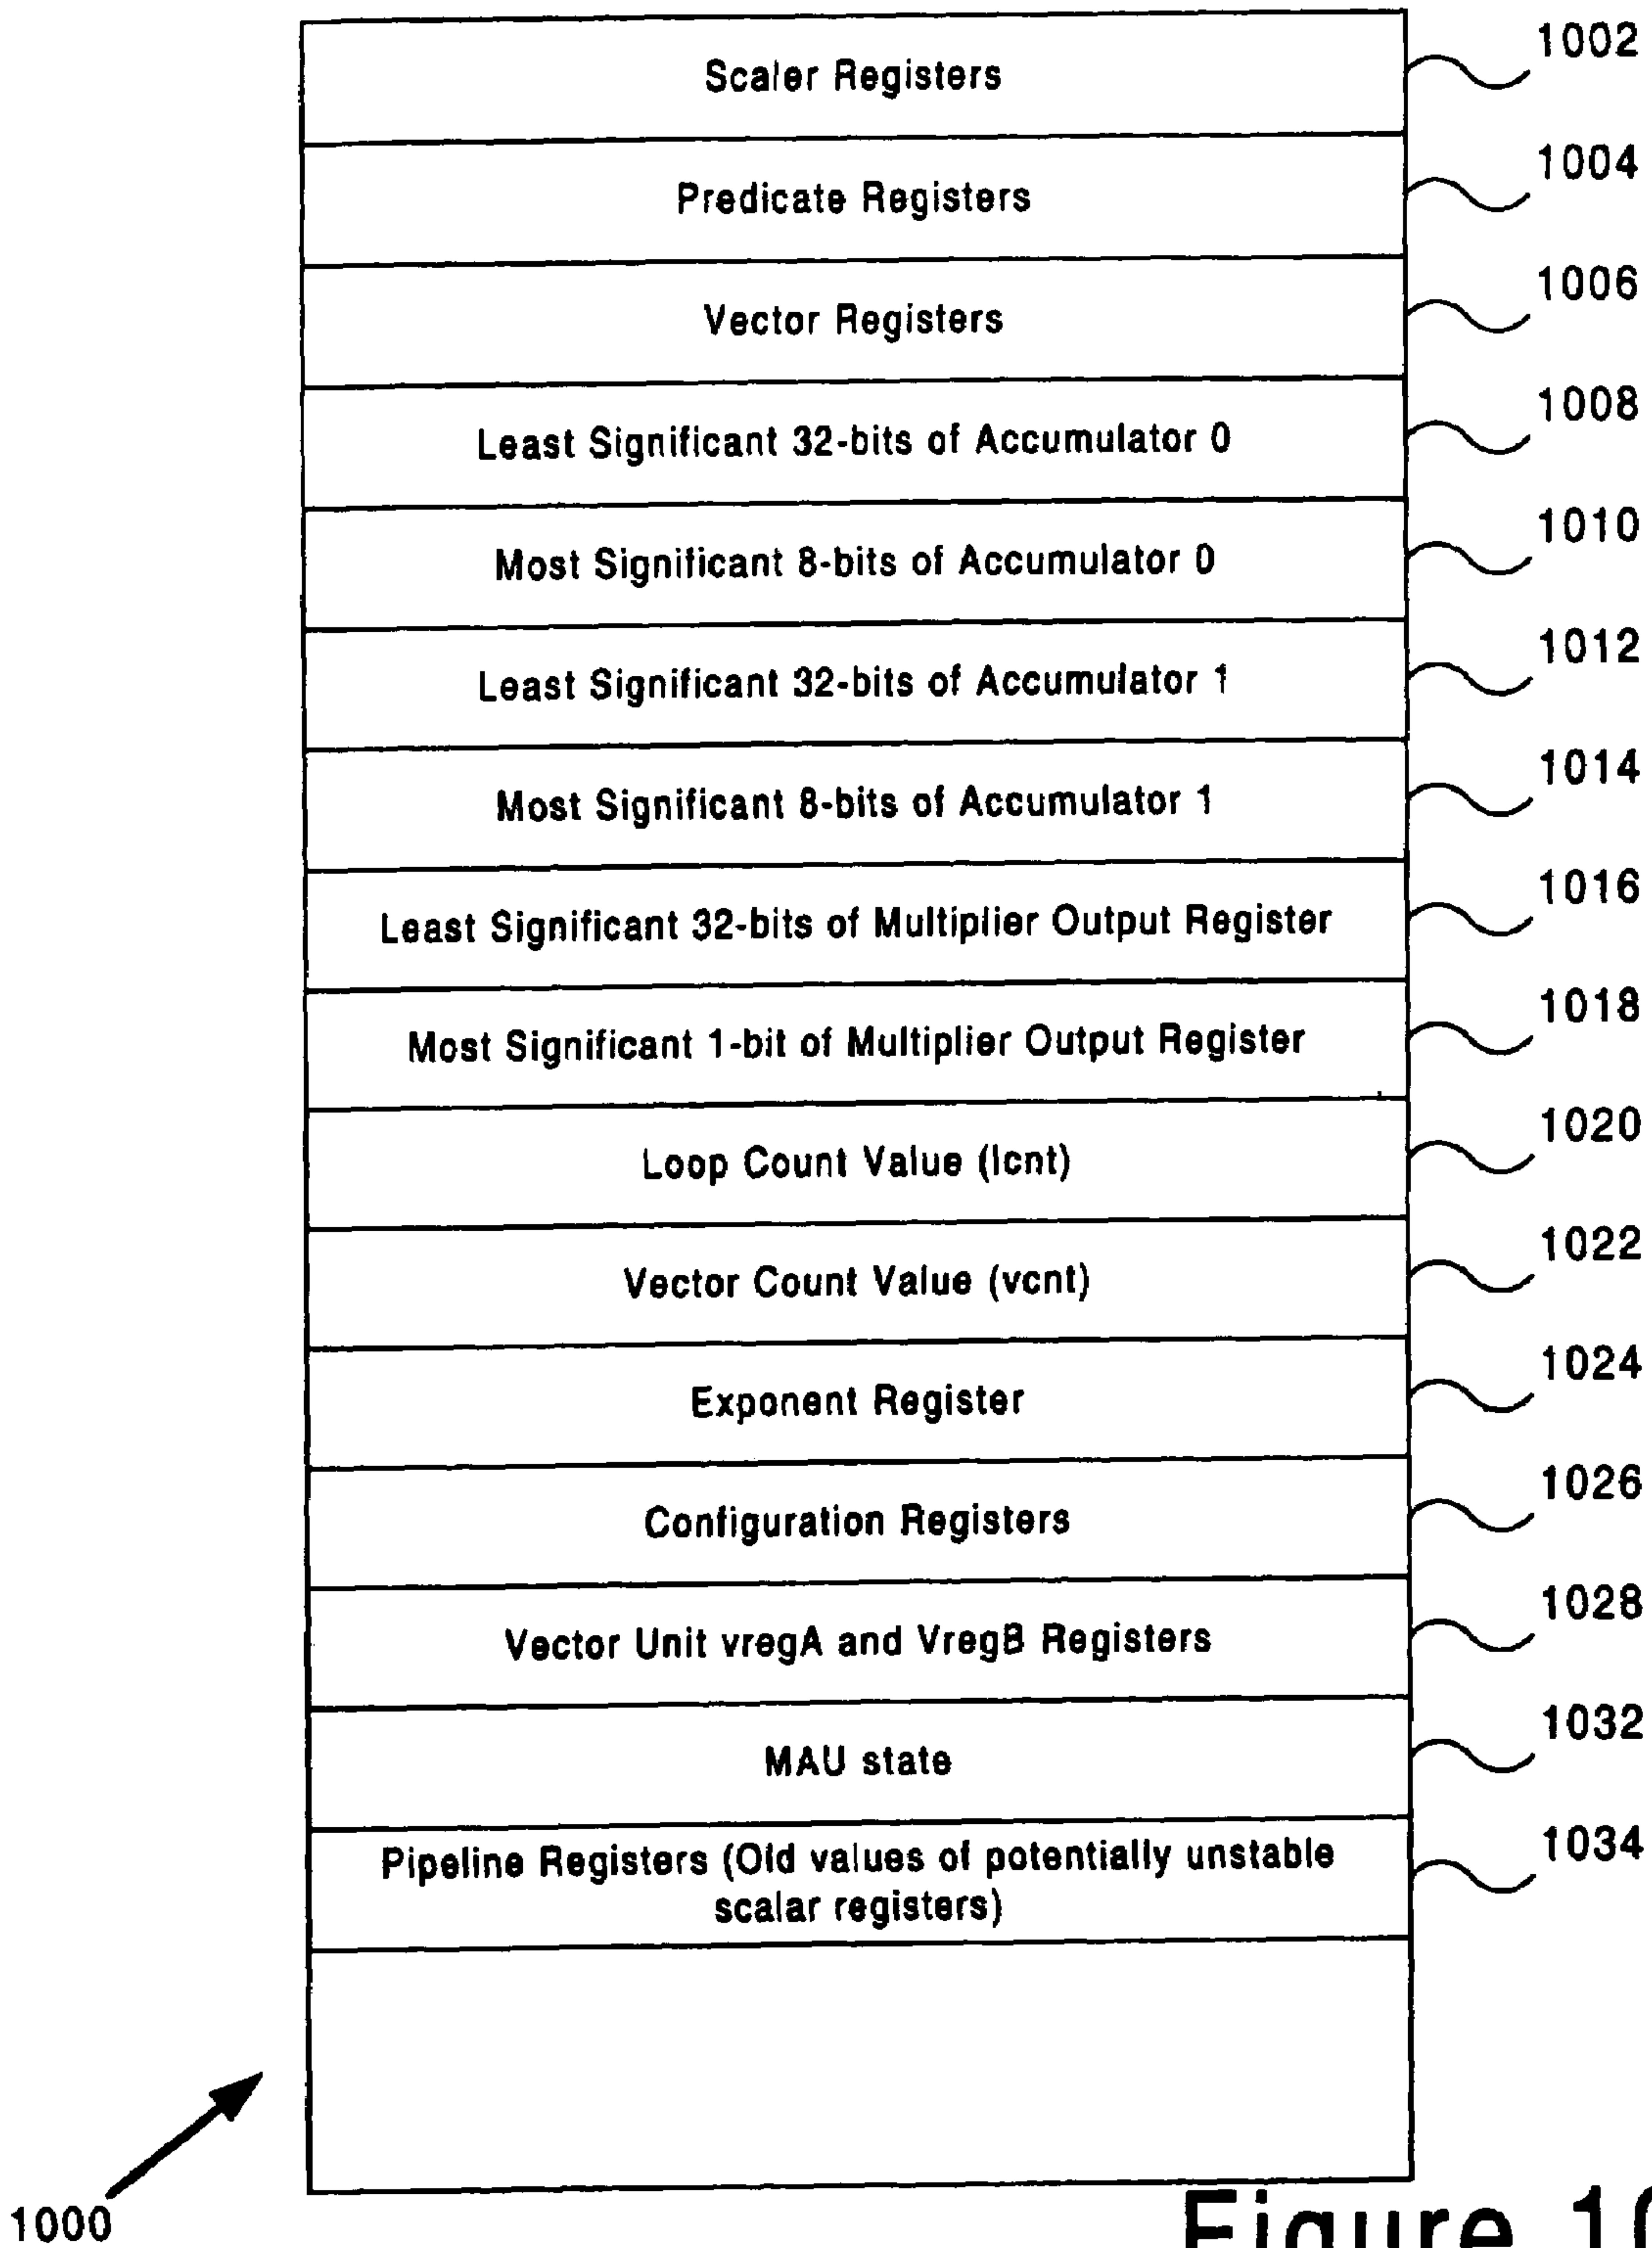 Scaler Registers 1002
Predicate Registers 1004
Vector Registers 1006
Least Significant 32-bits of Accumulator 0 1008
Most Significant 8-bits of Accumulator 0 1010
Least Significant 32-bits of Accumulator 1 1012
Most Significant 8-bits of Accumulator 1 1014
Least Significant 32-bits of Multiplier Output Register 1016
Most Significant 1-bit of Multiplier Output Register 1018
Loop Count Value (lcnt) 1020
Vector Count Value (vcnt) 1022
Exponent Register 1024
Configuration Registers 1026
Vector Unit vregA and VregB Registers 1028
MAU state 1032
Pipeline Registers (Old values of potentially unstable 1034
scalar registers)
1000
Figure 10